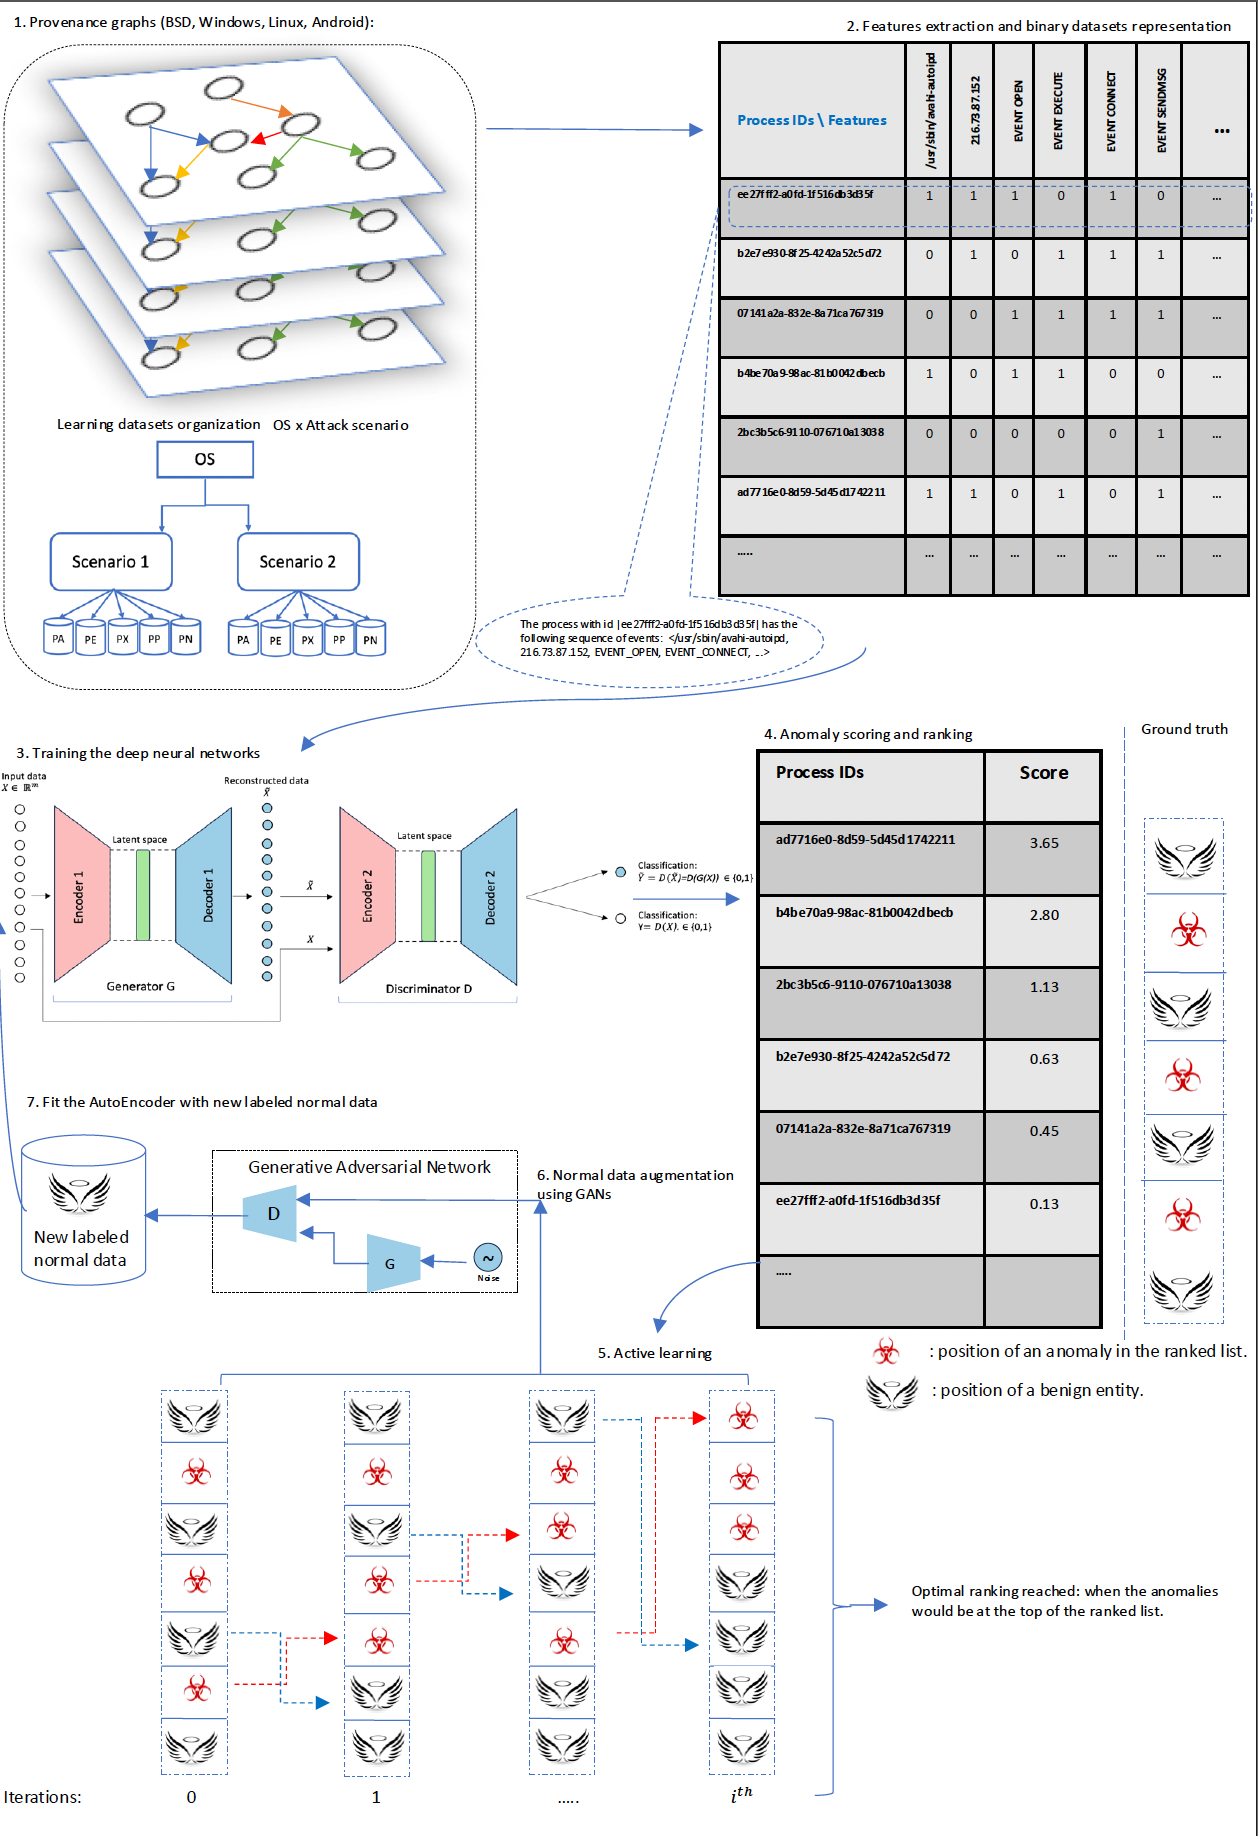 1. Provenance graphs (BSD, Windows, Linux, Android):
Learning datasets organization OS x Attack scenario
OS
Scenario 1
Scenario 2
PA PE PX PP PN
PA PE PX PP PN
2. Features extraction and binary datasets representation
Process IDs \ Features
/usr/sbin/avahi-autoipd
216.73.87.152
EVENT OPEN
EVENT EXECUTE
EVENT CONNECT
EVENT SENDMSG
...
ee27fff2-a0fd-1f516db3d35f 1 1 1 0 1 0 ...
b2e7e930-8f25-4242a52c5d72 0 1 0 1 1 1 ...
07141a2a-832e-8a71ca767319 0 0 1 1 1 1 ...
b4be70a9-98ac-81b0042dbecb 1 0 1 1 0 0 ...
2bc3b5c6-9110-076710a13038 0 0 0 0 0 1 ...
ad7716e0-8d59-5d45d1742211 1 1 0 1 0 1 ...
..... ... ... ... ... ... ... ...
The process with id |ee27fff2-a0fd-1f516db3d35f| has the
following sequence of events: </usr/sbin/avahi-autoipd,
216.73.87.152, EVENT_OPEN, EVENT_CONNECT, ...>
3. Training the deep neural networks
Input data
X ∈ ℝᵐ
Reconstructed data
X̂
Latent space
Encoder 1
Decoder 1
Generator G
X̂
X
Latent space
Encoder 2
Decoder 2
Discriminator D
Classification:
Ŷ = D(X̂)=D(G(X)) ∈ {0,1}
Classification:
Y= D(X). ∈ {0,1}
4. Anomaly scoring and ranking
Ground truth
Process IDs Score
ad7716e0-8d59-5d45d1742211 3.65
b4be70a9-98ac-81b0042dbecb 2.80
2bc3b5c6-9110-076710a13038 1.13
b2e7e930-8f25-4242a52c5d72 0.63
07141a2a-832e-8a71ca767319 0.45
ee27fff2-a0fd-1f516db3d35f 0.13
.....
: position of an anomaly in the ranked list.
: position of a benign entity.
7. Fit the AutoEncoder with new labeled normal data
New labeled
normal data
Generative Adversarial Network
D
G
~
Noise
6. Normal data augmentation
using GANs
5. Active learning
Optimal ranking reached: when the anomalies
would be at the top of the ranked list.
Iterations: 0 1 ..... iᵗʰ